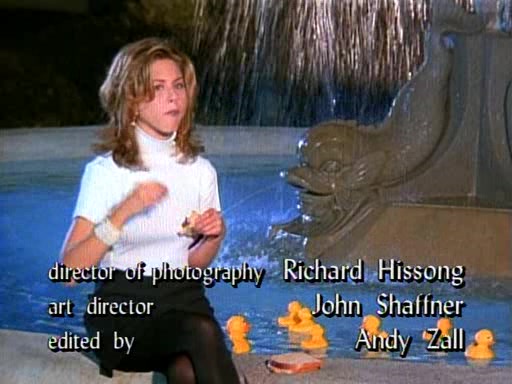 director of photography Richard Hissong
art director John Shaffner
edited by Andy Zall